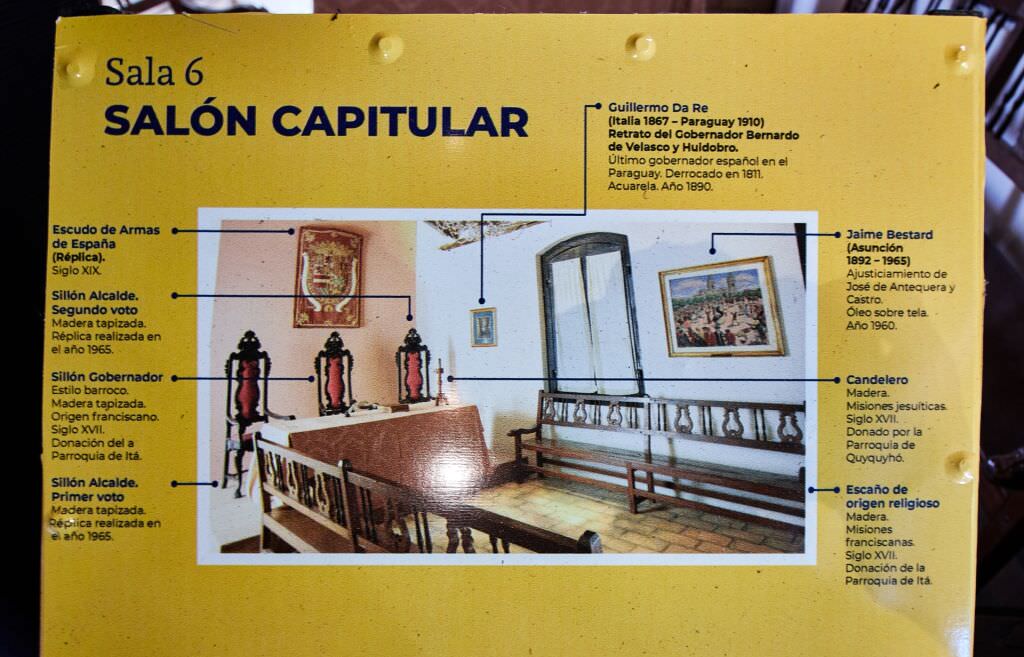 Sala 6
SALÓN CAPITULAR
Guillermo Da Re
(Italia 1867 – Paraguay 1910)
Retrato del Gobernador Bernardo
de Velasco y Huidobro.
Último gobernador español en el
Paraguay. Derrocado en 1811.
Acuarela. Año 1890.
Escudo de Armas
de España
(Réplica).
Siglo XIX.
Sillón Alcalde.
Segundo voto
Madera tapizada.
Réplica realizada en
el año 1965.
Sillón Gobernador
Estilo barroco.
Madera tapizada.
Origen franciscano.
Siglo XVII.
Donación del a
Parroquia de Itá.
Sillón Alcalde.
Primer voto
Madera tapizada.
Réplica realizada en
el año 1965.
Jaime Bestard
(Asunción
1892 – 1965)
Ajusticiamiento de
José de Antequera y
Castro.
Óleo sobre tela.
Año 1960.
Candelero
Madera.
Misiones jesuíticas.
Siglo XVII.
Donado por la
Parroquia de
Quyquyhó.
Escaño de
origen religioso
Madera.
Misiones
franciscanas.
Siglo XVII.
Donación de la
Parroquia de Itá.